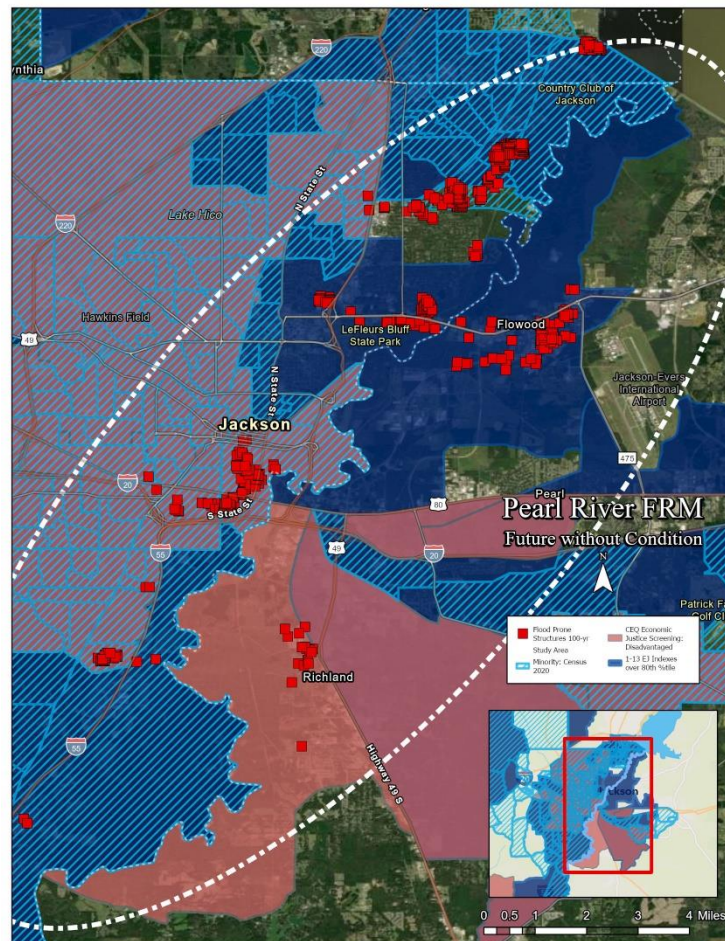 220
ynthia
Country Club of
Jackson
N State St
Lake Hico
220
Hawkins Field
49
LeFleurs Bluff
State Park
Flowood
N State St
Jackson-Evers
International
Airport
Jackson
475
20
S State St
80
Pearl
Pearl River FRM
Future without Condition
N
55
49
20
Patrick Fa
Golf Cl
Flood Prone
Structures 100-yr
Study Area
Minority: Census
2020
CEQ Economic
Justice Screening:
Disadvantaged
1-13 EJ Indexes
over 80th %tile
Richland
55
Highway 49 S
20
ckson
0 0.5 1 2 3 4
Miles